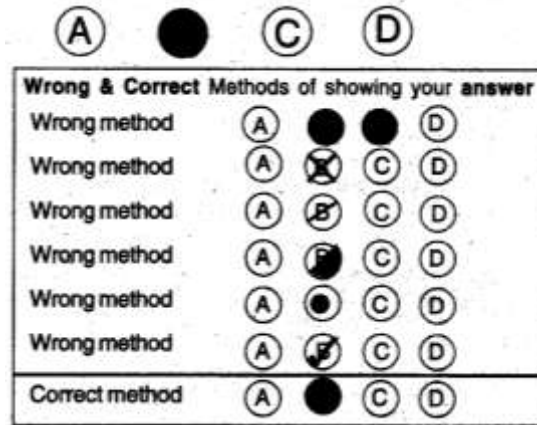 A C D
Wrong & Correct Methods of showing your answer
Wrong method A D
Wrong method A B C D
Wrong method A B C D
Wrong method A B C D
Wrong method A C D
Wrong method A B C D
Correct method A C D